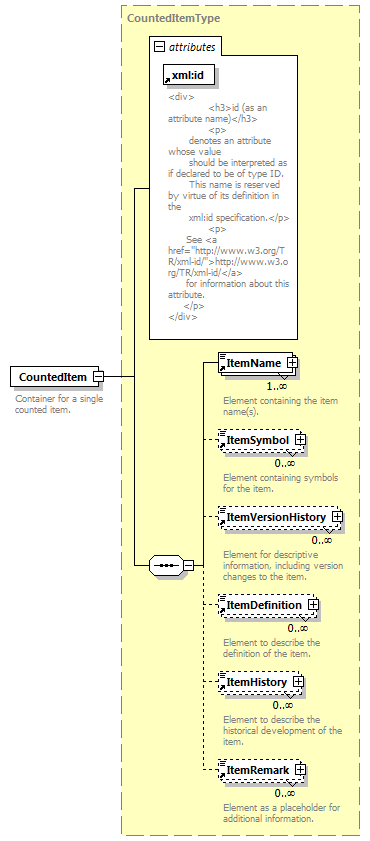 CountedItemType
attributes
xml:id
<div>
<h3>id (as an
attribute name)</h3>
<p>
denotes an attribute
whose value
should be interpreted as
if declared to be of type ID.
This name is reserved
by virtue of its definition in
the
xml:id specification.</p>
<p>
See <a
href="http://www.w3.org/T
R/xml-id/">http://www.w3.o
rg/TR/xml-id/</a>
for information about this
attribute.
</p>
</div>
CountedItem
Container for a single
counted item.
ItemName
1..∞
Element containing the item
name(s).
ItemSymbol
0..∞
Element containing symbols
for the item.
ItemVersionHistory
0..∞
Element for descriptive
information, including version
changes to the item.
ItemDefinition
0..∞
Element to describe the
definition of the item.
ItemHistory
0..∞
Element to describe the
historical development of the
item.
ItemRemark
0..∞
Element as a placeholder for
additional information.